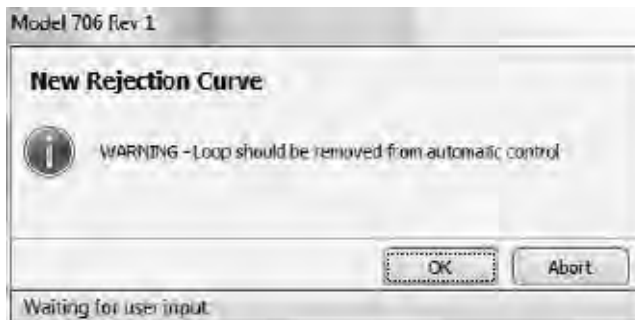 Model 706 Rev 1
New Rejection Curve
WARNING - Loop should be removed from automatic control
OK
Abort
Waiting for user input